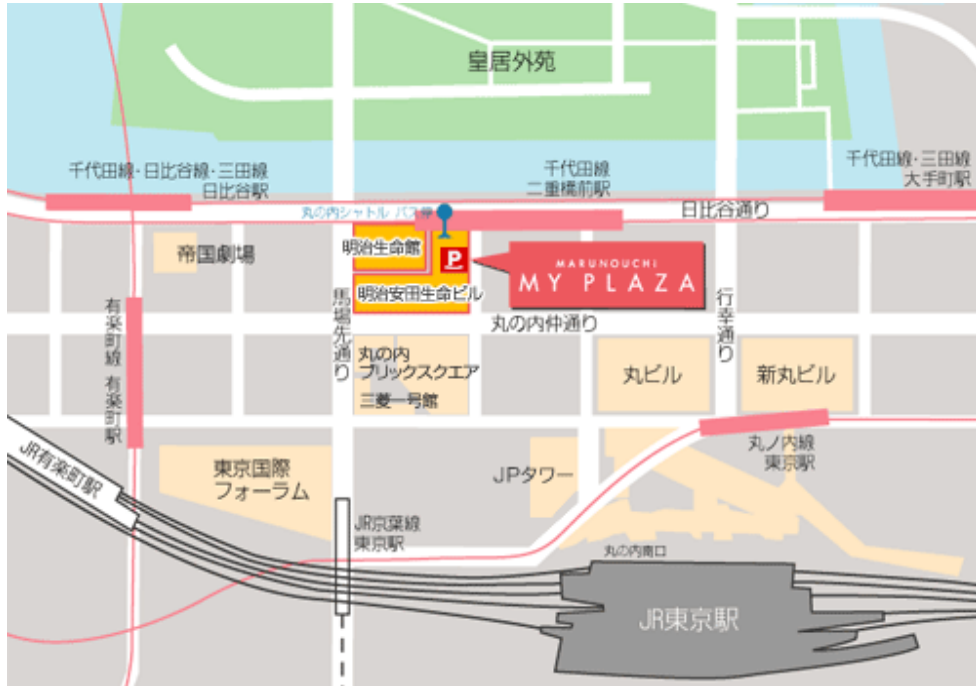 皇居外苑
千代田線・日比谷線・三田線
日比谷駅
千代田線
二重橋前駅
千代田線・三田線
大手町駅
丸の内シャトル バス停
日比谷通り
帝国劇場
明治生命館
P
MARUNOUCHI
MY PLAZA
明治安田生命ビル
馬場先通り
行幸通り
有楽町線 有楽町駅
丸の内仲通り
丸の内
ブリックスクエア
三菱一号館
丸ビル
新丸ビル
丸ノ内線
東京駅
JR有楽町駅
東京国際
フォーラム
JPタワー
JR京葉線
東京駅
丸の内南口
JR東京駅